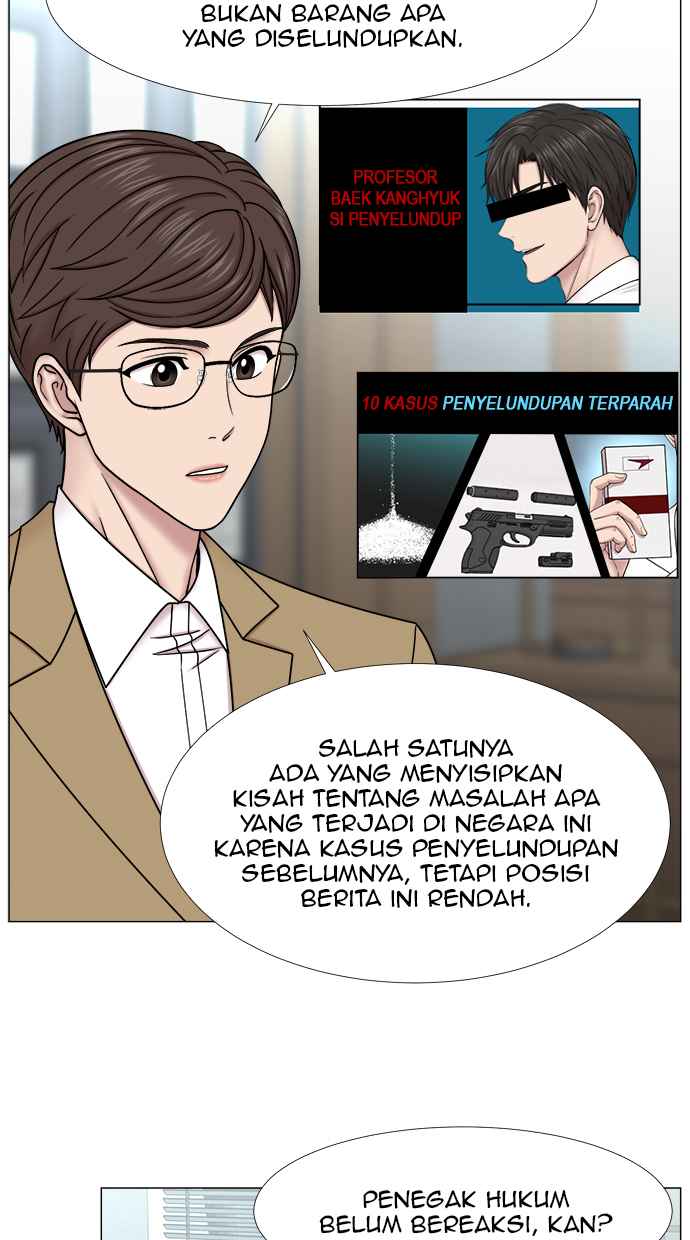 BUKAN BARANG APA
YANG DISELUNDUPKAN.
PROFESOR
BAEK KANGHYUK
SI PENYELUNDUP
10 KASUS PENYELUNDUPAN TERPARAH
SALAH SATUNYA
ADA YANG MENYISIPKAN
KISAH TENTANG MASALAH APA
YANG TERJADI DI NEGARA INI
KARENA KASUS PENYELUNDUPAN
SEBELUMNYA, TETAPI POSISI
BERITA INI RENDAH.
PENEGAK HUKUM
BELUM BEREAKSI, KAN?